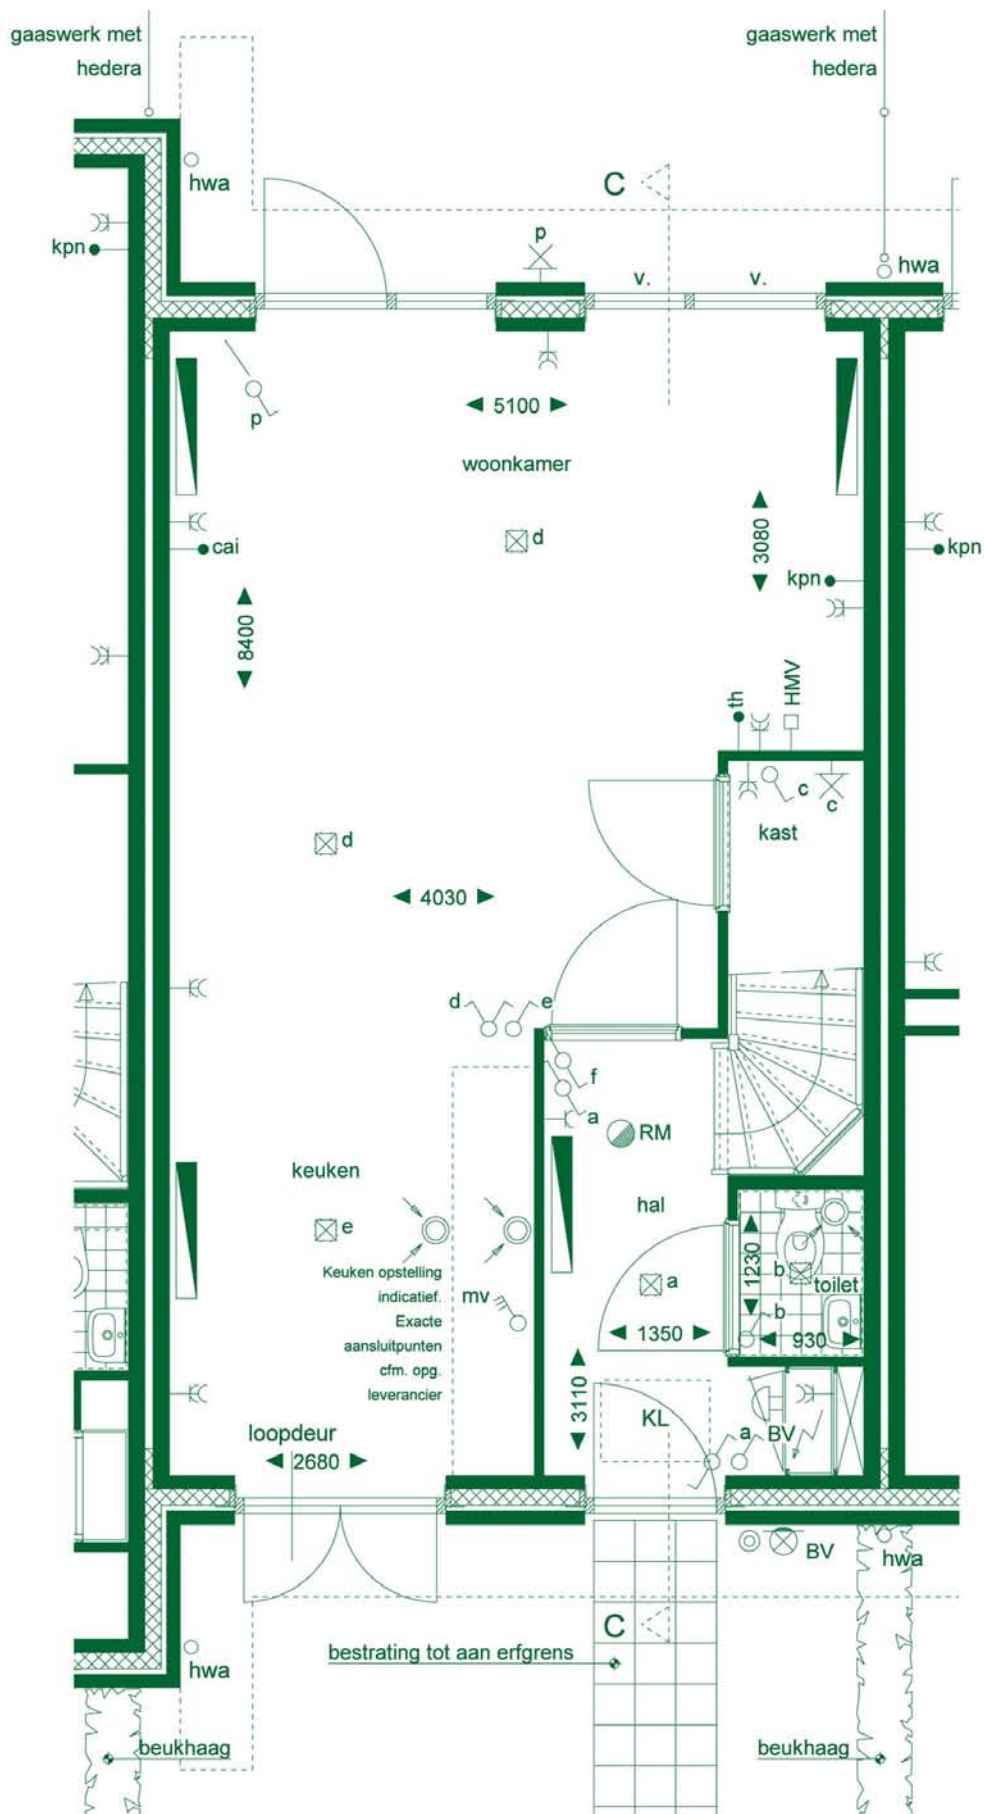 gaaswerk met
hedera
gaaswerk met
hedera
hwa
C
kpn
p
v.
v.
hwa
p
5100
woonkamer
d
3080
cai
kpn
kpn
8400
th
HMV
c
c
kast
d
4030
d
e
f
a
RM
keuken
hal
e
1230
b
toilet
Keuken opstelling
indicatief.
Exacte
aansluitpunten
cfm. opg.
leverancier
mv
a
b
1350
930
3110
KL
a
BV
loopdeur
2680
BV
hwa
C
bestrating tot aan erfgrens
hwa
beukhaag
beukhaag